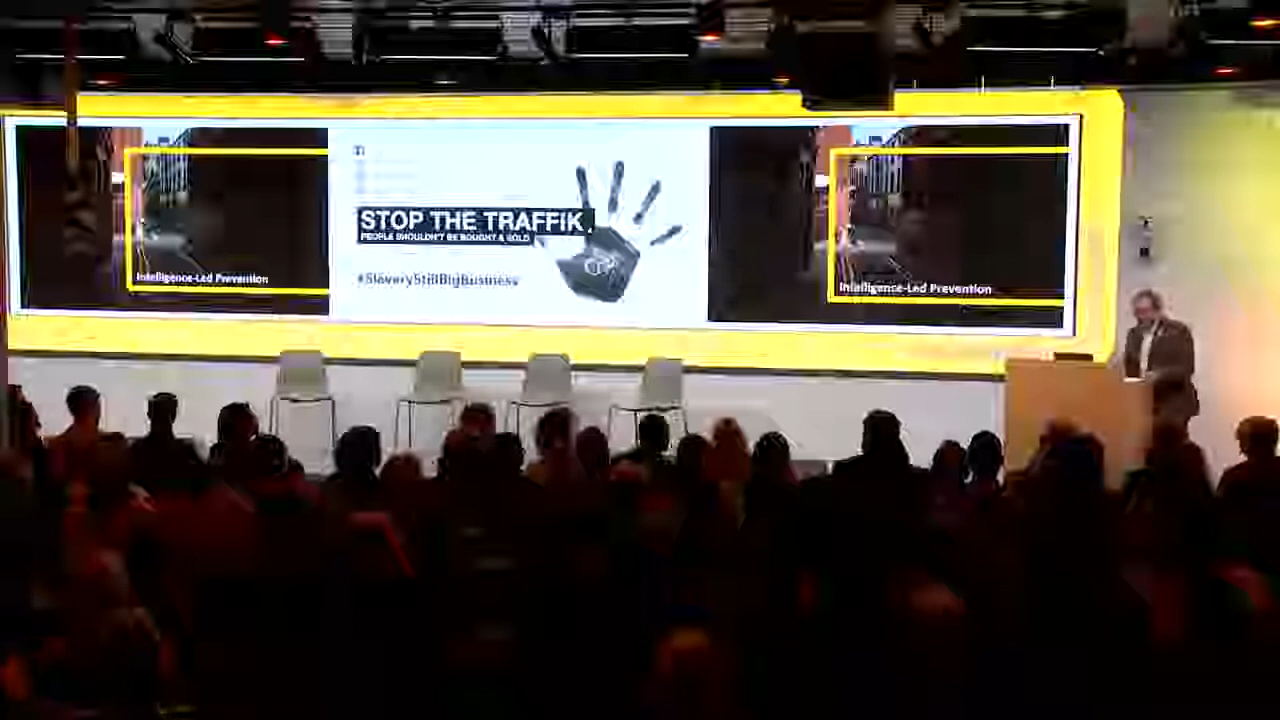 STOP THE TRAFFIK.
PEOPLE SHOULDN'T BE BOUGHT & SOLD
#SlaveryStillBigBusiness
Intelligence-Led Prevention
Intelligence-Led Prevention